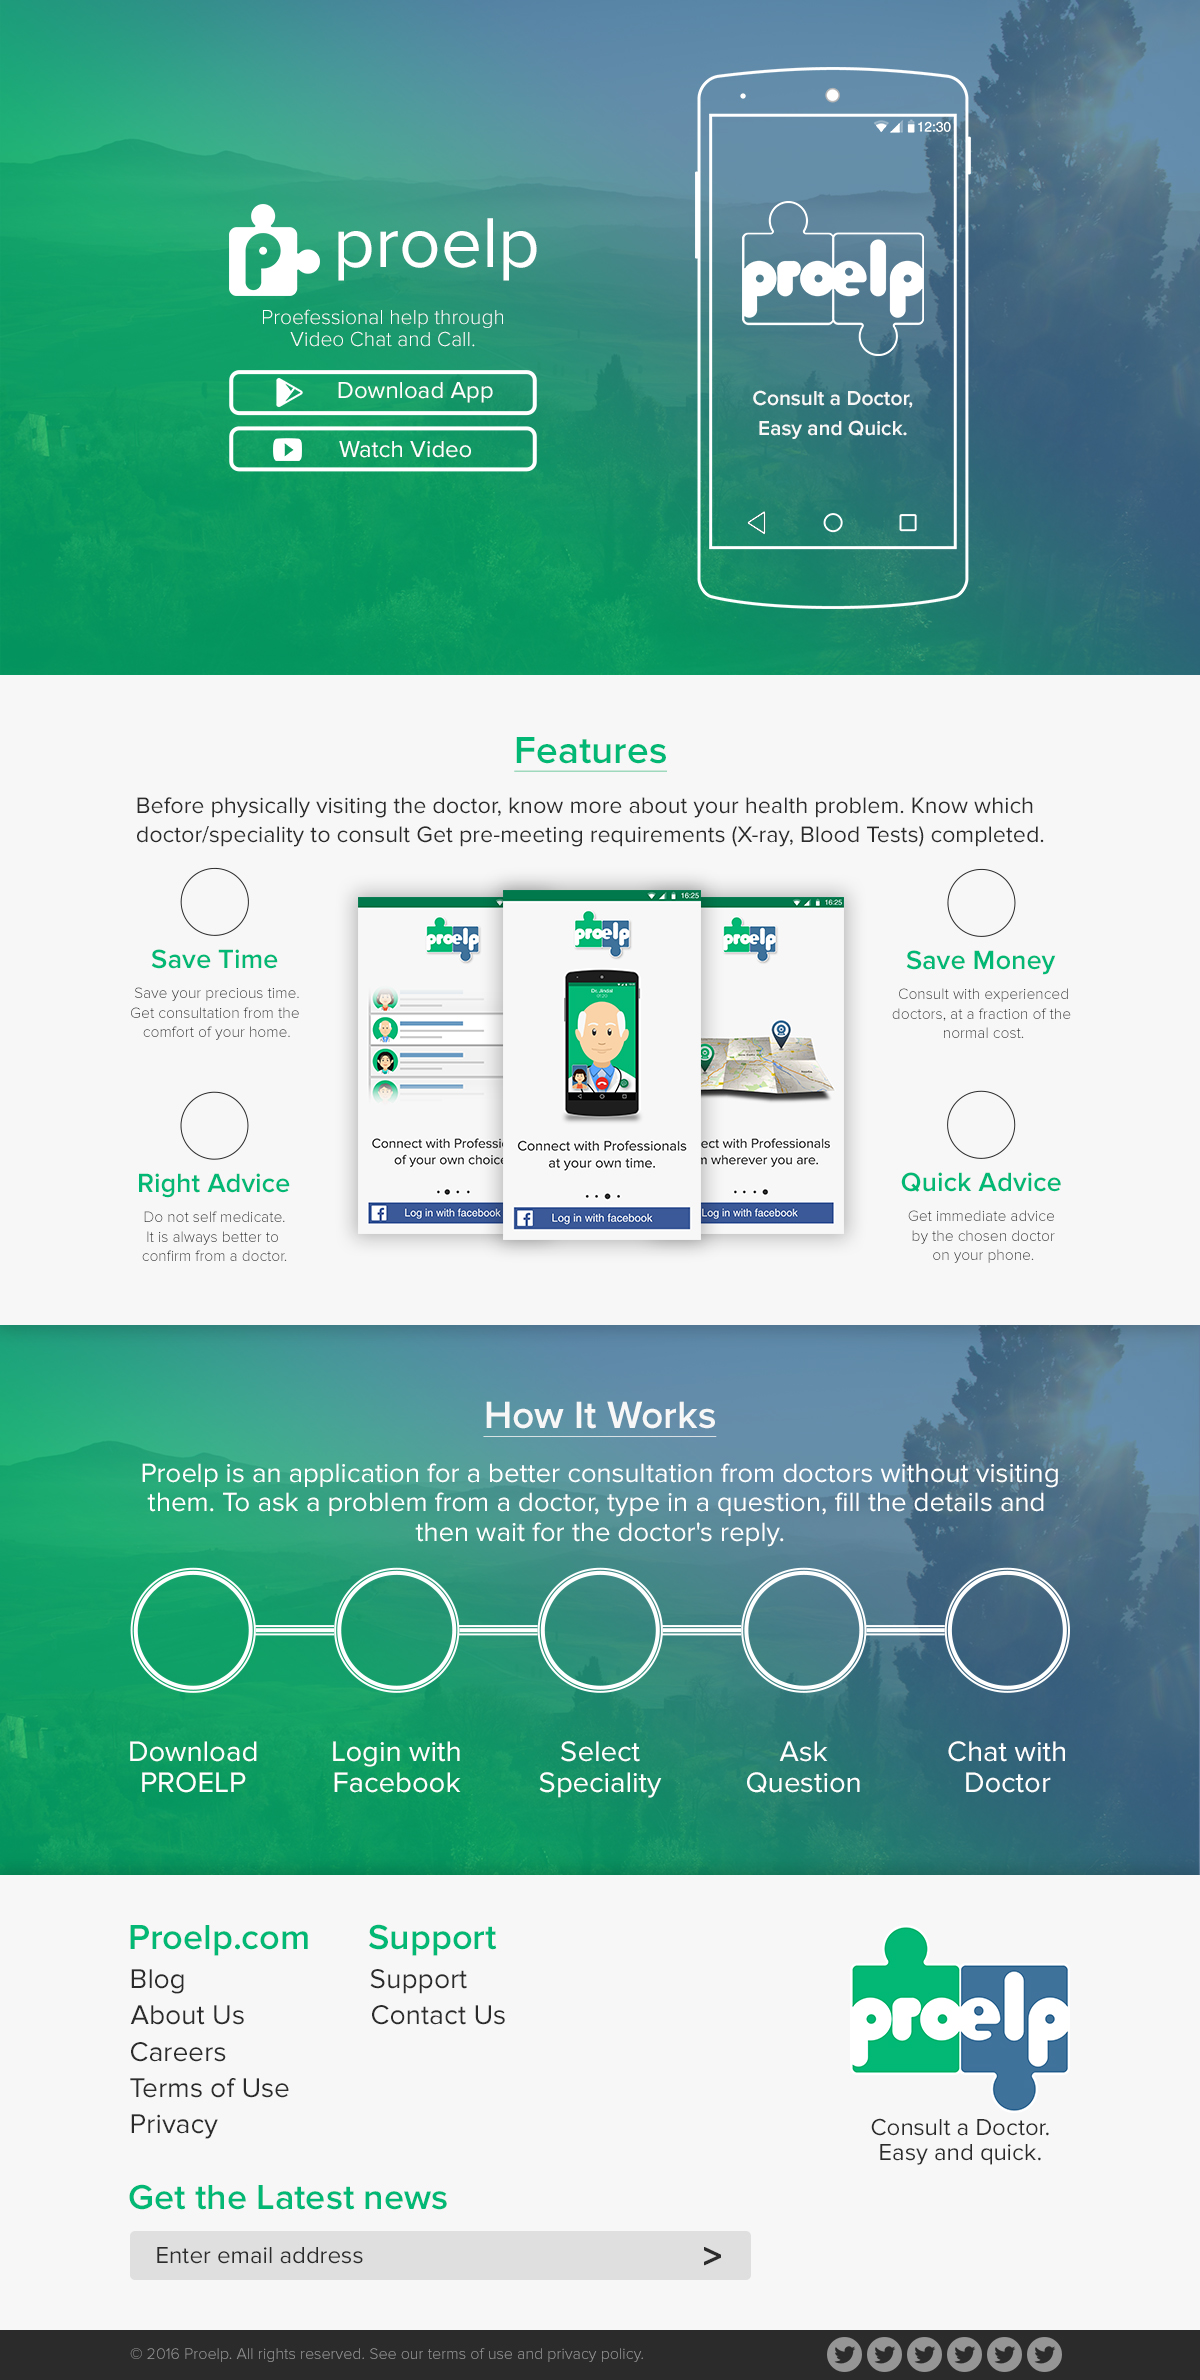 12:30
proelp
proelp
Proefessional help through
Video Chat and Call.
Download App
Watch Video
Consult a Doctor,
Easy and Quick.
Features
Before physically visiting the doctor, know more about your health problem. Know which
doctor/speciality to consult Get pre-meeting requirements (X-ray, Blood Tests) completed.
Save Time
Save your precious time.
Get consultation from the
comfort of your home.
Right Advice
Do not self medicate.
It is always better to
confirm from a doctor.
proelp
Connect with Professi
of your own choic
Log in with facebook
16:25
proelp
Dr. Jindal
Connect with Professionals
at your own time.
Log in with facebook
16:25
proelp
ect with Professionals
m wherever you are.
Log in with facebook
Save Money
Consult with experienced
doctors, at a fraction of the
normal cost.
Quick Advice
Get immediate advice
by the chosen doctor
on your phone.
How It Works
Proelp is an application for a better consultation from doctors without visiting
them. To ask a problem from a doctor, type in a question, fill the details and
then wait for the doctor's reply.
Download
PROELP
Login with
Facebook
Select
Speciality
Ask
Question
Chat with
Doctor
Proelp.com
Blog
About Us
Careers
Terms of Use
Privacy
Support
Support
Contact Us
proelp
Consult a Doctor.
Easy and quick.
Get the Latest news
Enter email address >
© 2016 Proelp. All rights reserved. See our terms of use and privacy policy.